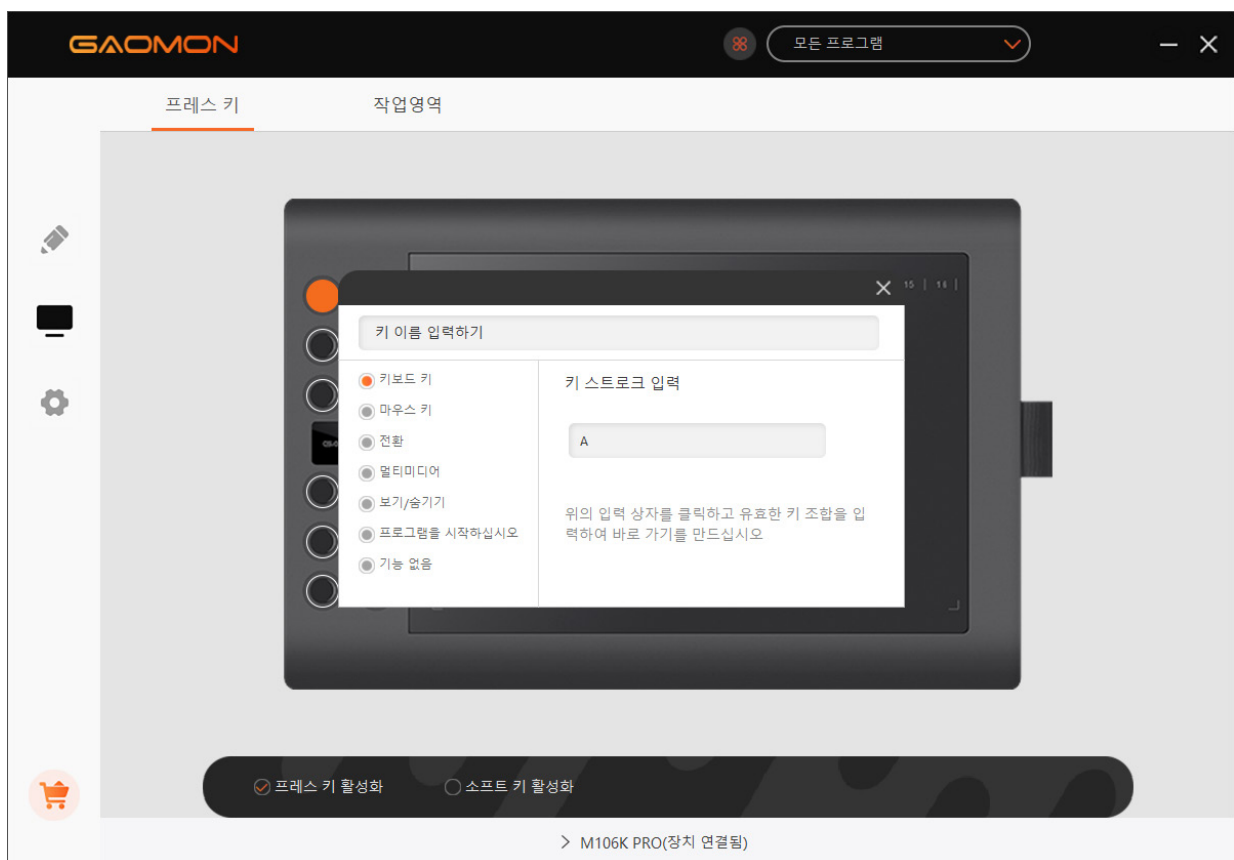 GAOMON
모든 프로그램
프레스 키
작업영역
15 | 16 |
키 이름 입력하기
키보드 키
마우스 키
전환
멀티미디어
보기/숨기기
프로그램을 시작하십시오
기능 없음
키 스트로크 입력
A
위의 입력 상자를 클릭하고 유효한 키 조합을 입
력하여 바로 가기를 만드십시오
프레스 키 활성화
소프트 키 활성화
M106K PRO(장치 연결됨)